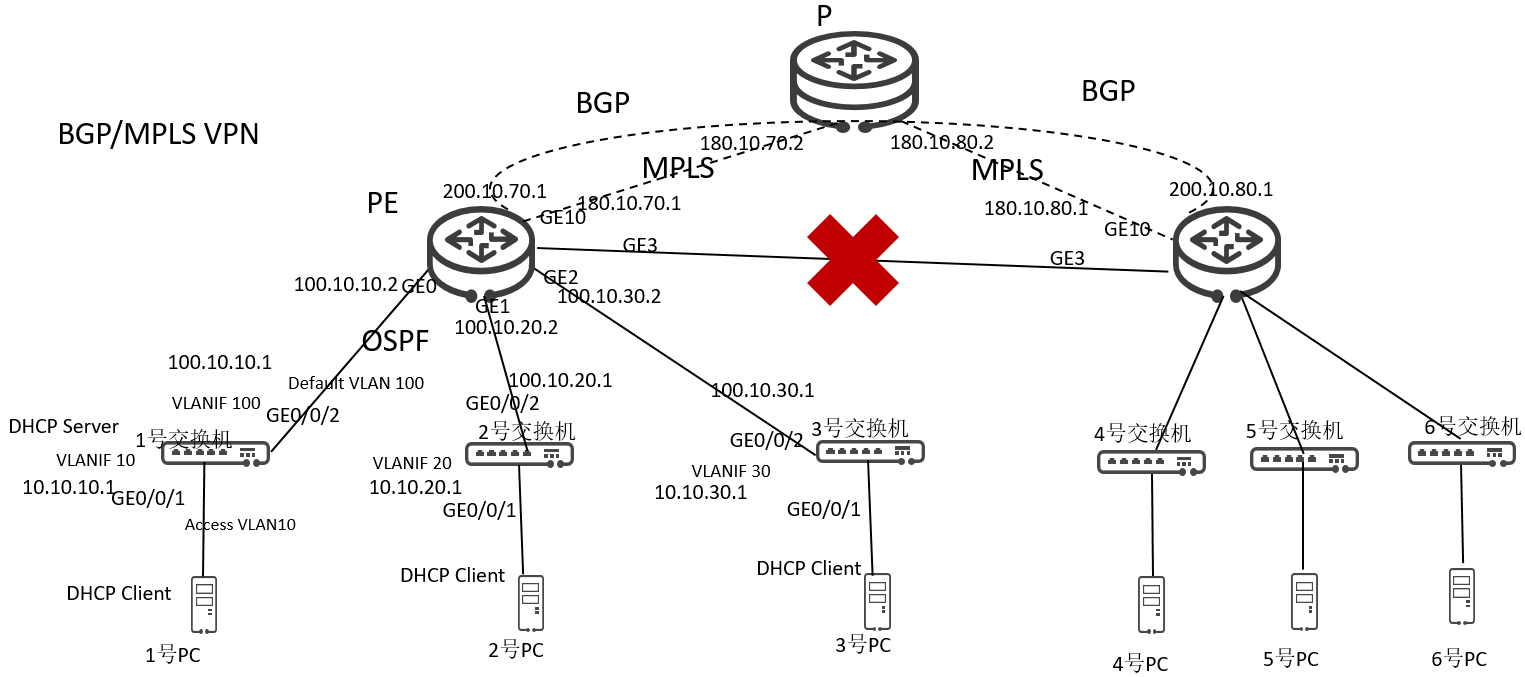 P
BGP
BGP
BGP/MPLS VPN
180.10.70.2
180.10.80.2
MPLS
MPLS
PE
200.10.70.1
200.10.80.1
GE10
180.10.70.1
180.10.80.1
GE10
GE3
GE3
100.10.10.2
GE0
GE2
100.10.30.2
GE1
100.10.20.2
OSPF
100.10.10.1
Default VLAN 100
100.10.20.1
100.10.30.1
VLANIF 100
GE0/0/2
GE0/0/2
DHCP Server
1号交换机
2号交换机
3号交换机
GE0/0/2
4号交换机
5号交换机
6号交换机
VLANIF 10
10.10.10.1
VLANIF 20
10.10.20.1
VLANIF 30
10.10.30.1
GE0/0/1
GE0/0/1
GE0/0/1
Access VLAN10
DHCP Client
DHCP Client
DHCP Client
1号PC
2号PC
3号PC
4号PC
5号PC
6号PC